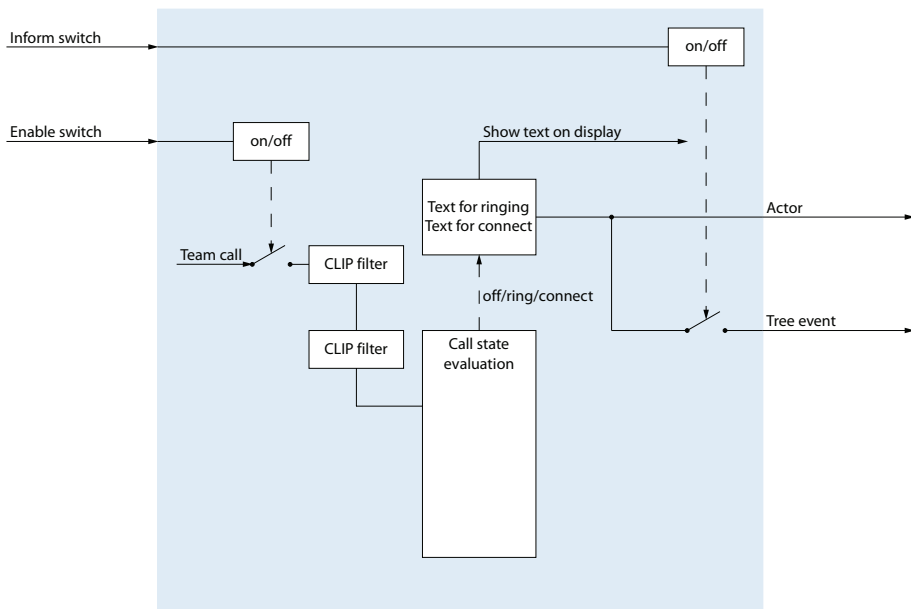 Inform switch
on/off
Enable switch
on/off
Show text on display
Text for ringing
Text for connect
Actor
Team call
CLIP filter
off/ring/connect
Tree event
CLIP filter
Call state
evaluation